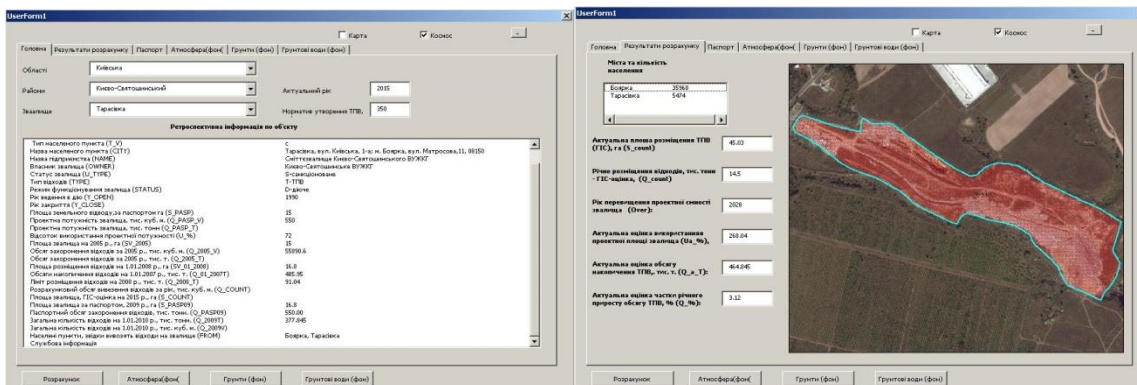 UserForm1
Карта
Космос
Головна
Результати розрахунку
Паспорт
Атмосфера(фон(
Грунти (фон)
Грунтові води (фон)
Області
Київська
Райони
Києво-Святошинський
Актуальний рік
2015
Звалище
Тарасівка
Норматив утворення ТПВ,
350
Ретроспективна інформація по об'єкту
Тип населеного пункта (T_V) с.
Назва населеного пункта (CITY) Тарасівка, вул. Київська, 1-а; м. Боярка, вул. Матросова,11, 08150
Назва підприємства (NAME) Сміттєзвалище Києво-Святошинського ВУЖКГ
Власник звалища (OWNER) Києво-Святошинське ВУЖКГ
Статус звалища (U_TYPE) S-санкціоноване
Тип відходів (TYPE) T-ТПВ
Режим функціонування звалища (STATUS) D-діюче
Рік ведення в дію (Y_OPEN) 1990
Рік закриття (Y_CLOSE)
Площа земельного відводу,за паспортом га (S_PASP) 15
Проектна потужність звалища, тис. куб. м. (Q_PASP_V) 550
Проектна потужність звалища, тис. тонн (Q_PASP_T)
Відсоток використання проектної потужності (U_%) 72
Площа звалища на 2005 р., га (SV_2005) 15
Обсяг захоронення відходів за 2005 р., тис. куб. м. (Q_2005_V) 55890.6
Обсяг захоронення відходів за 2005 р., тис. т. (Q_2005_T)
Площа розміщення відходів на 1.01.2008 р., га (SV_01_2008) 16.8
Обсяги накопичення відходів на 1.01.2007 р., тис. т. (Q_01_2007T) 485.95
Ліміт розміщення відходів на 2008 р., тис. т. (Q_2008_T) 91.04
Розрахунковий обсяг вивезення відходів за рік, тис. куб. м. (Q_COUNT)
Площа звалища, ГІС-оцінка на 2015 р., га (S_COUNT)
Площа звалища за паспортом, 2009 р., га (S_PASP09) 16.8
Паспортний обсяг захоронення відходів, тис. тонн. (Q_PASP09) 550.00
Загальна кількість відходів на 1.01.2010 р., тис. тонн. (Q_2009T) 377.845
Загальна кількість відходів на 1.01.2010 р., тис. куб. м. (Q_2009V)
Населені пункти, звідки вивозять відходи на звалище (FROM) Боярка, Тарасівка
Службова інформація
Розрахунок
Атмосфера(фон(
Грунти (фон)
Грунтові води (фон)
UserForm1
Карта
Космос
Головна
Результати розрахунку
Паспорт
Атмосфера(фон(
Грунти (фон)
Грунтові води (фон)
Міста та кількість
населення
Боярка 35968
Тарасівка 5474
Актуальна площа розміщення ТПВ
(ГІС), га (S_count)
45.03
Річне розміщення відходів, тис. тонн
- ГІС-оцінка, (Q_count)
14.5
Рік перевищення проектної ємності
звалища (Over):
2028
Актуальна оцінка використання
проектної площі звалища (Ua_%),
268.04
Актуальна оцінка обсягу
накопичення ТПВ,. тис. т. (Q_a_T):
464.845
Актуальна оцінка частки річного
приросту обсягу ТПВ, % (Q_%):
3.12
Розрахунок
Атмосфера(фон(
Грунти (фон)
Грунтові води (фон)